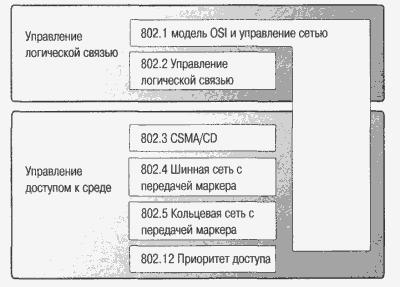 Управление
логической связью
802.1 модель OSI и управление сетью
802.2 Управление
логической связью
Управление
доступом к среде
802.3 CSMA/CD
802.4 Шинная сеть с
передачей маркера
802.5 Кольцевая сеть с
передачей маркера
802.12 Приоритет доступа